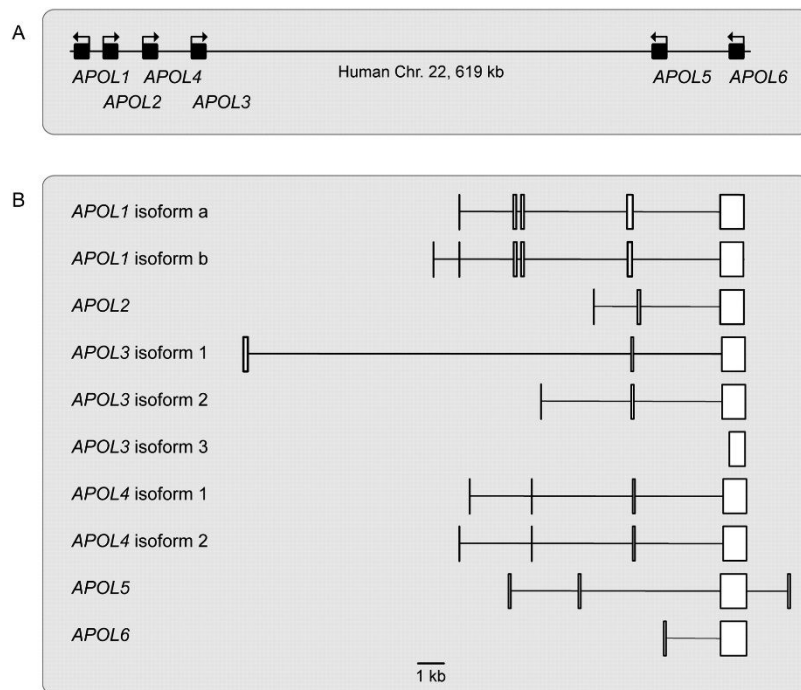 A
APOL1 APOL4 Human Chr. 22, 619 kb APOL5 APOL6
APOL2 APOL3
B
APOL1 isoform a
APOL1 isoform b
APOL2
APOL3 isoform 1
APOL3 isoform 2
APOL3 isoform 3
APOL4 isoform 1
APOL4 isoform 2
APOL5
APOL6
1 kb